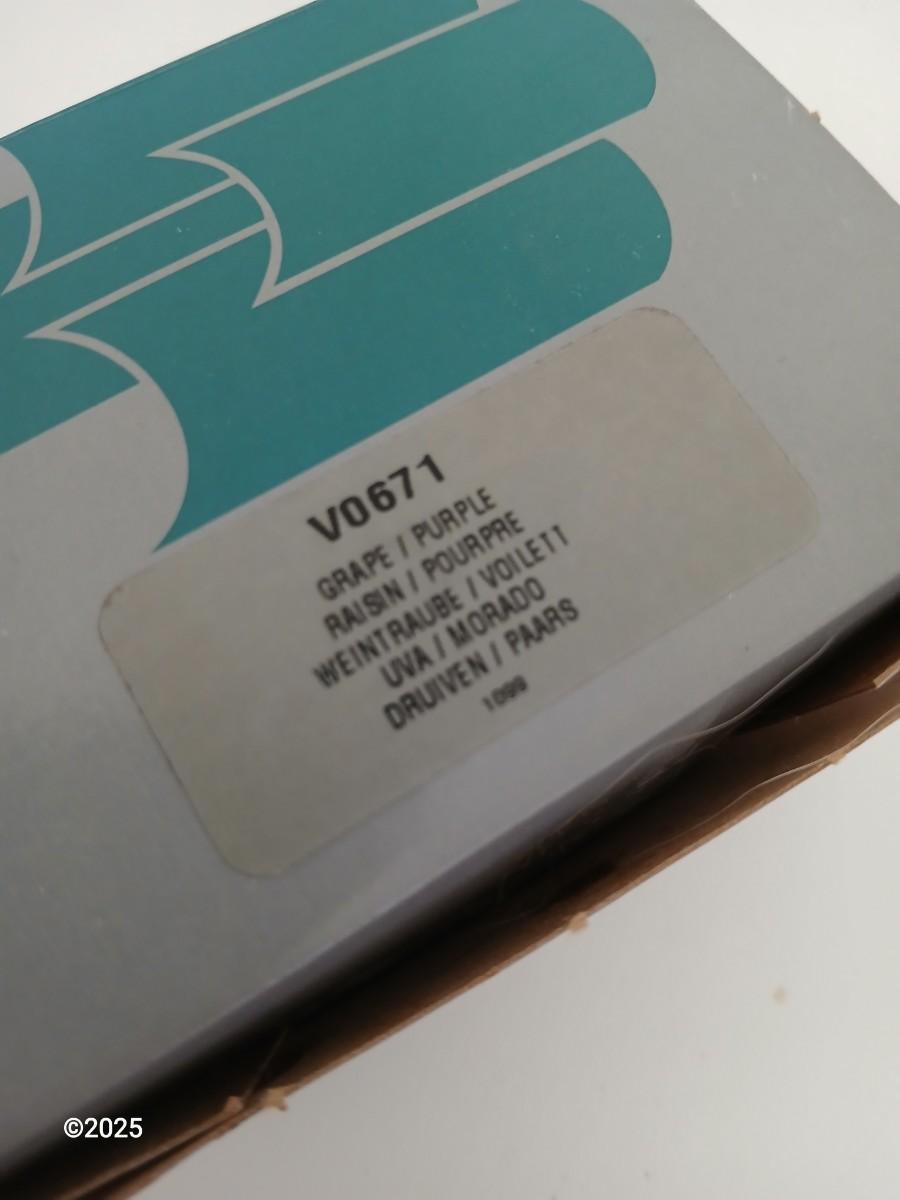 V0671
GRAPE / PURPLE
RAISIN / POURPRE
WEINTRAUBE / VOILETT
UVA / MORADO
DRUIVEN / PAARS
1099
©2025